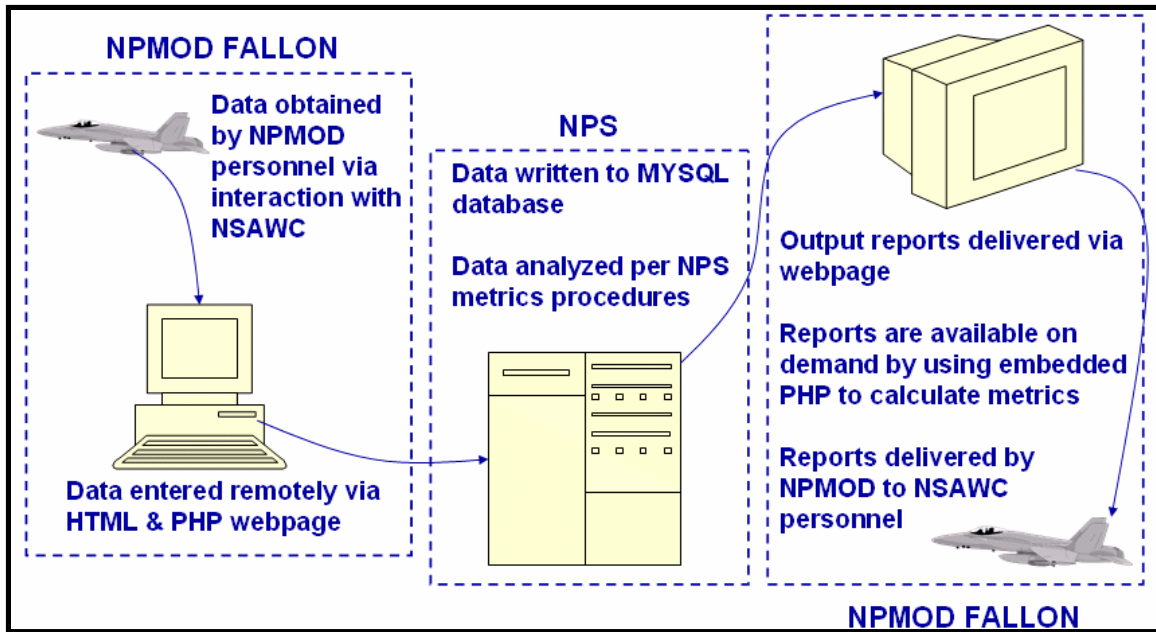 NPMOD FALLON
Data obtained
by NPMOD
personnel via
interaction with
NSAWC
Data entered remotely via
HTML & PHP webpage
NPS
Data written to MYSQL
database
Data analyzed per NPS
metrics procedures
Output reports delivered via
webpage
Reports are available on
demand by using embedded
PHP to calculate metrics
Reports delivered by
NPMOD to NSAWC
personnel
NPMOD FALLON